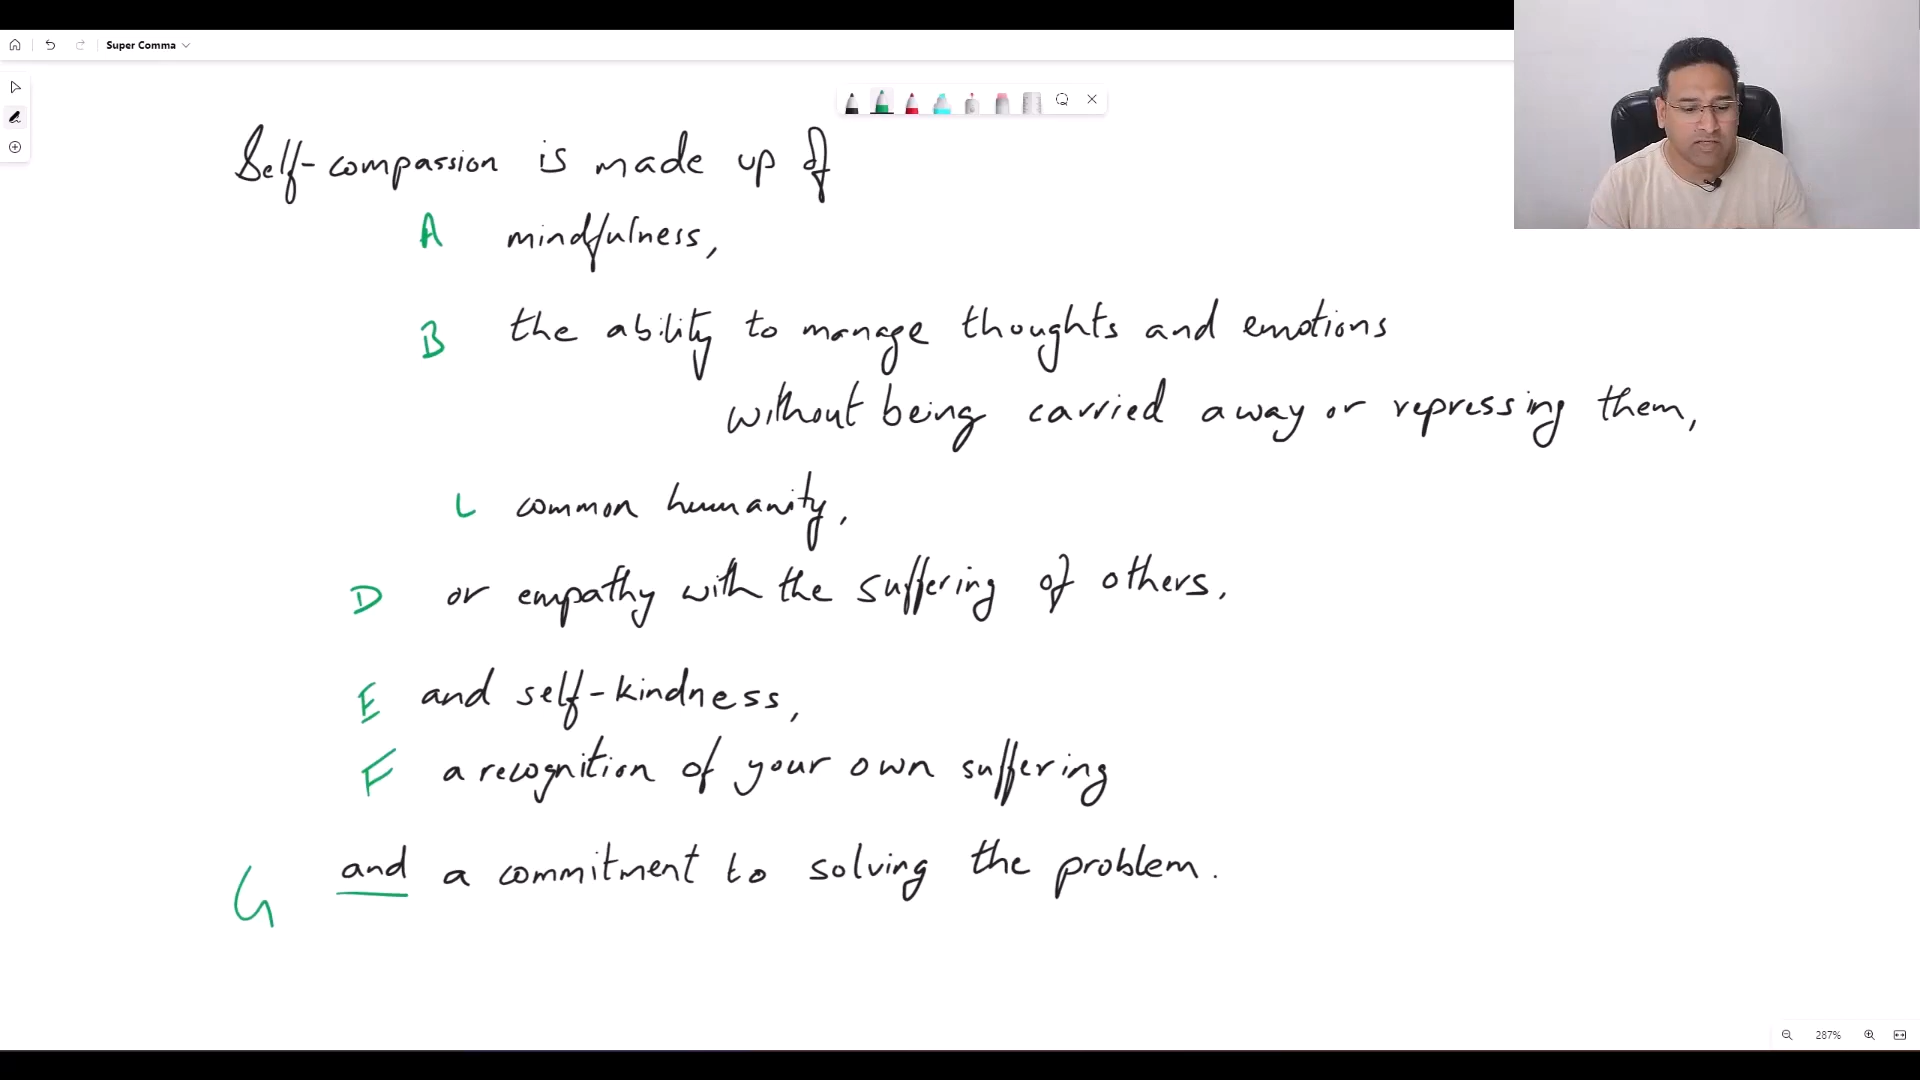 Super Comma
Self-compassion is made up of
A mindfulness,
B the ability to manage thoughts and emotions
without being carried away or repressing them,
C common humanity,
D or empathy with the suffering of others,
E and self-kindness,
F a recognition of your own suffering
G and a commitment to solving the problem.
287%